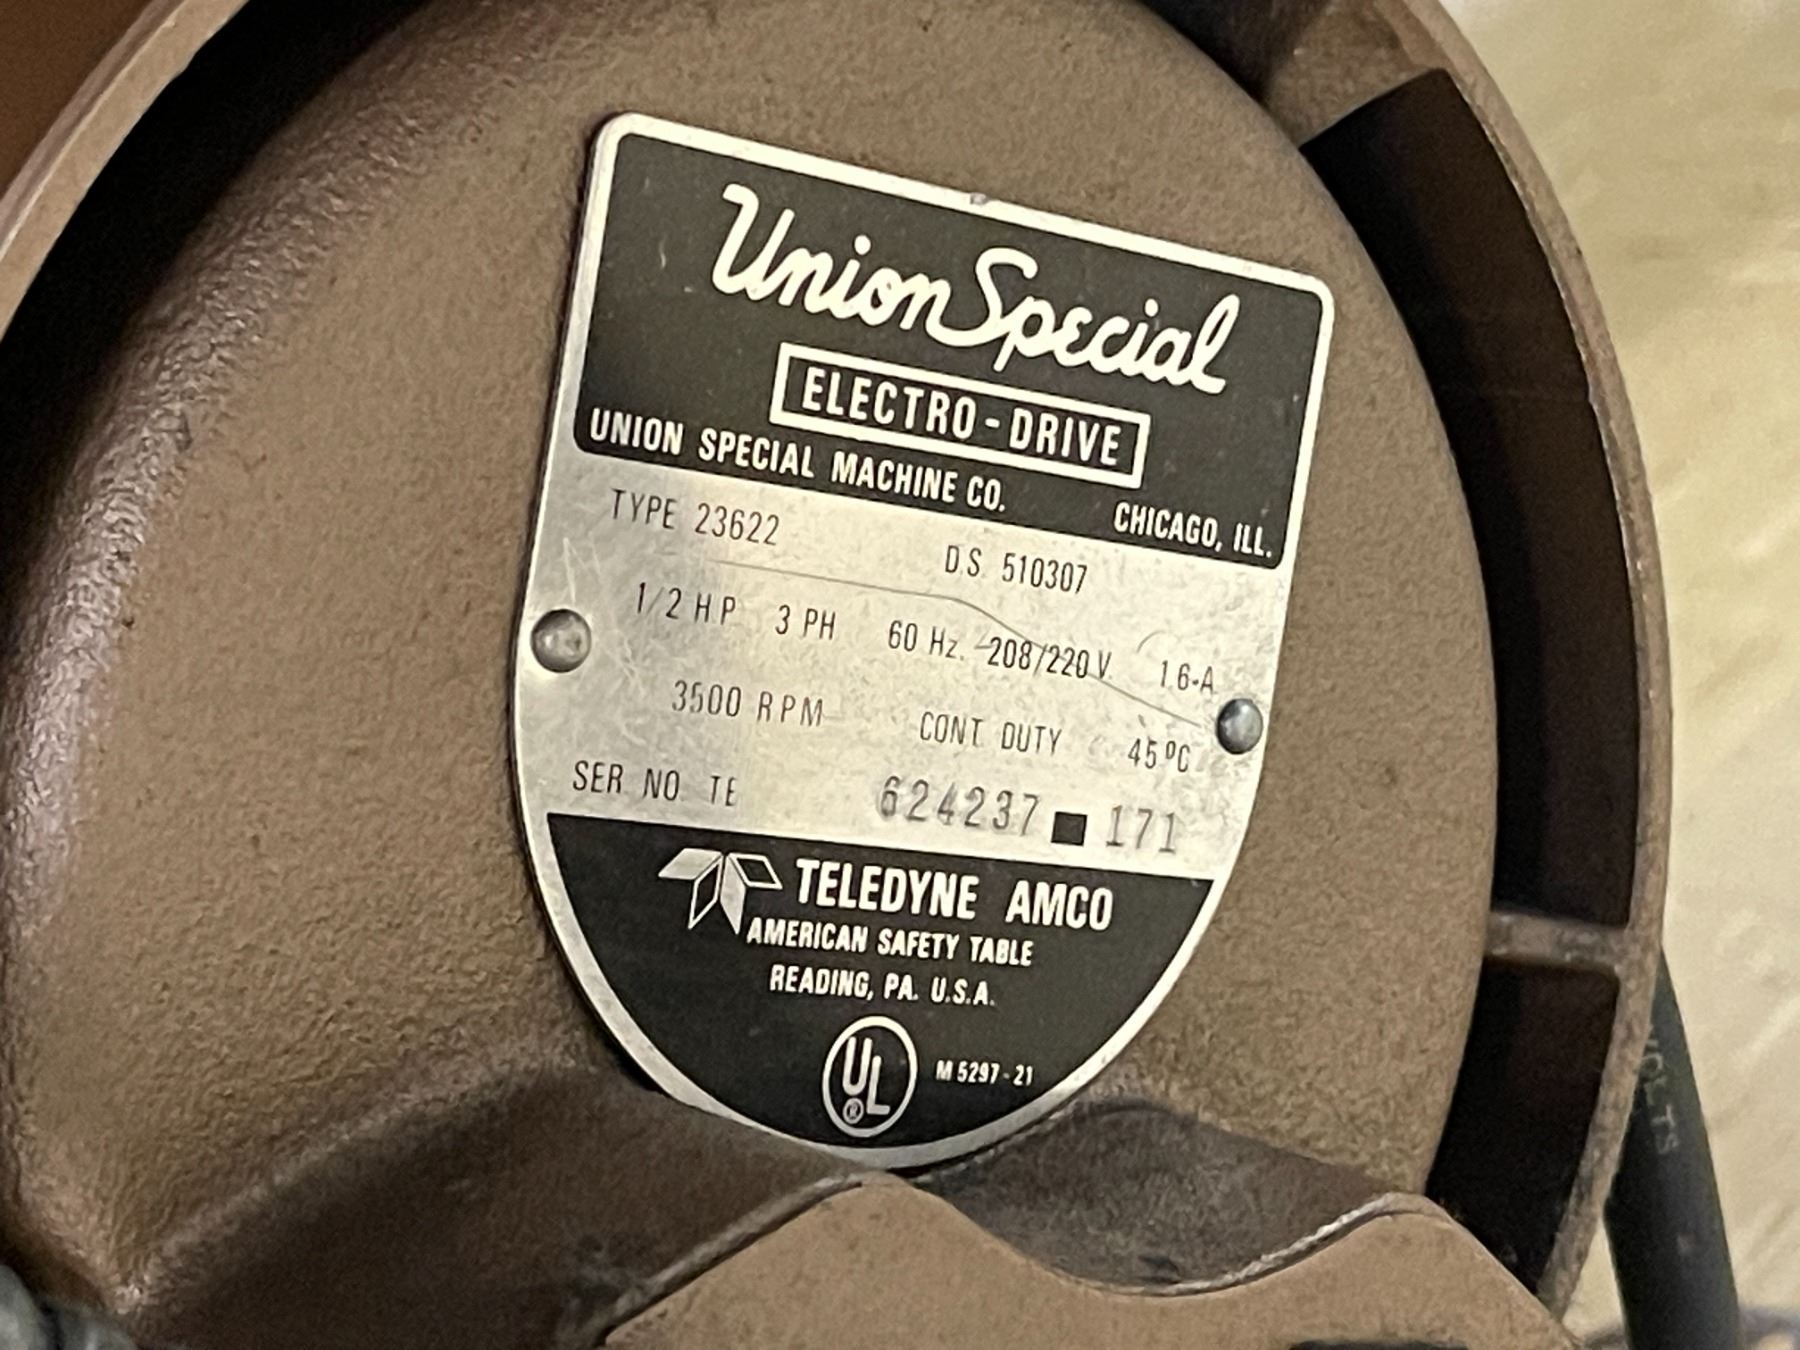 Union Special
ELECTRO-DRIVE
UNION SPECIAL MACHINE CO. CHICAGO, ILL.
TYPE 23622 D.S. 510307
1/2 H.P. 3 PH 60 Hz. 208/220 V. 1.6-A
3500 RPM CONT. DUTY 45°C
SER. NO. TE 624237 ■ 171
TELEDYNE AMCO
AMERICAN SAFETY TABLE
READING, PA. U.S.A.
UL ® M 5297-21
VOLTS